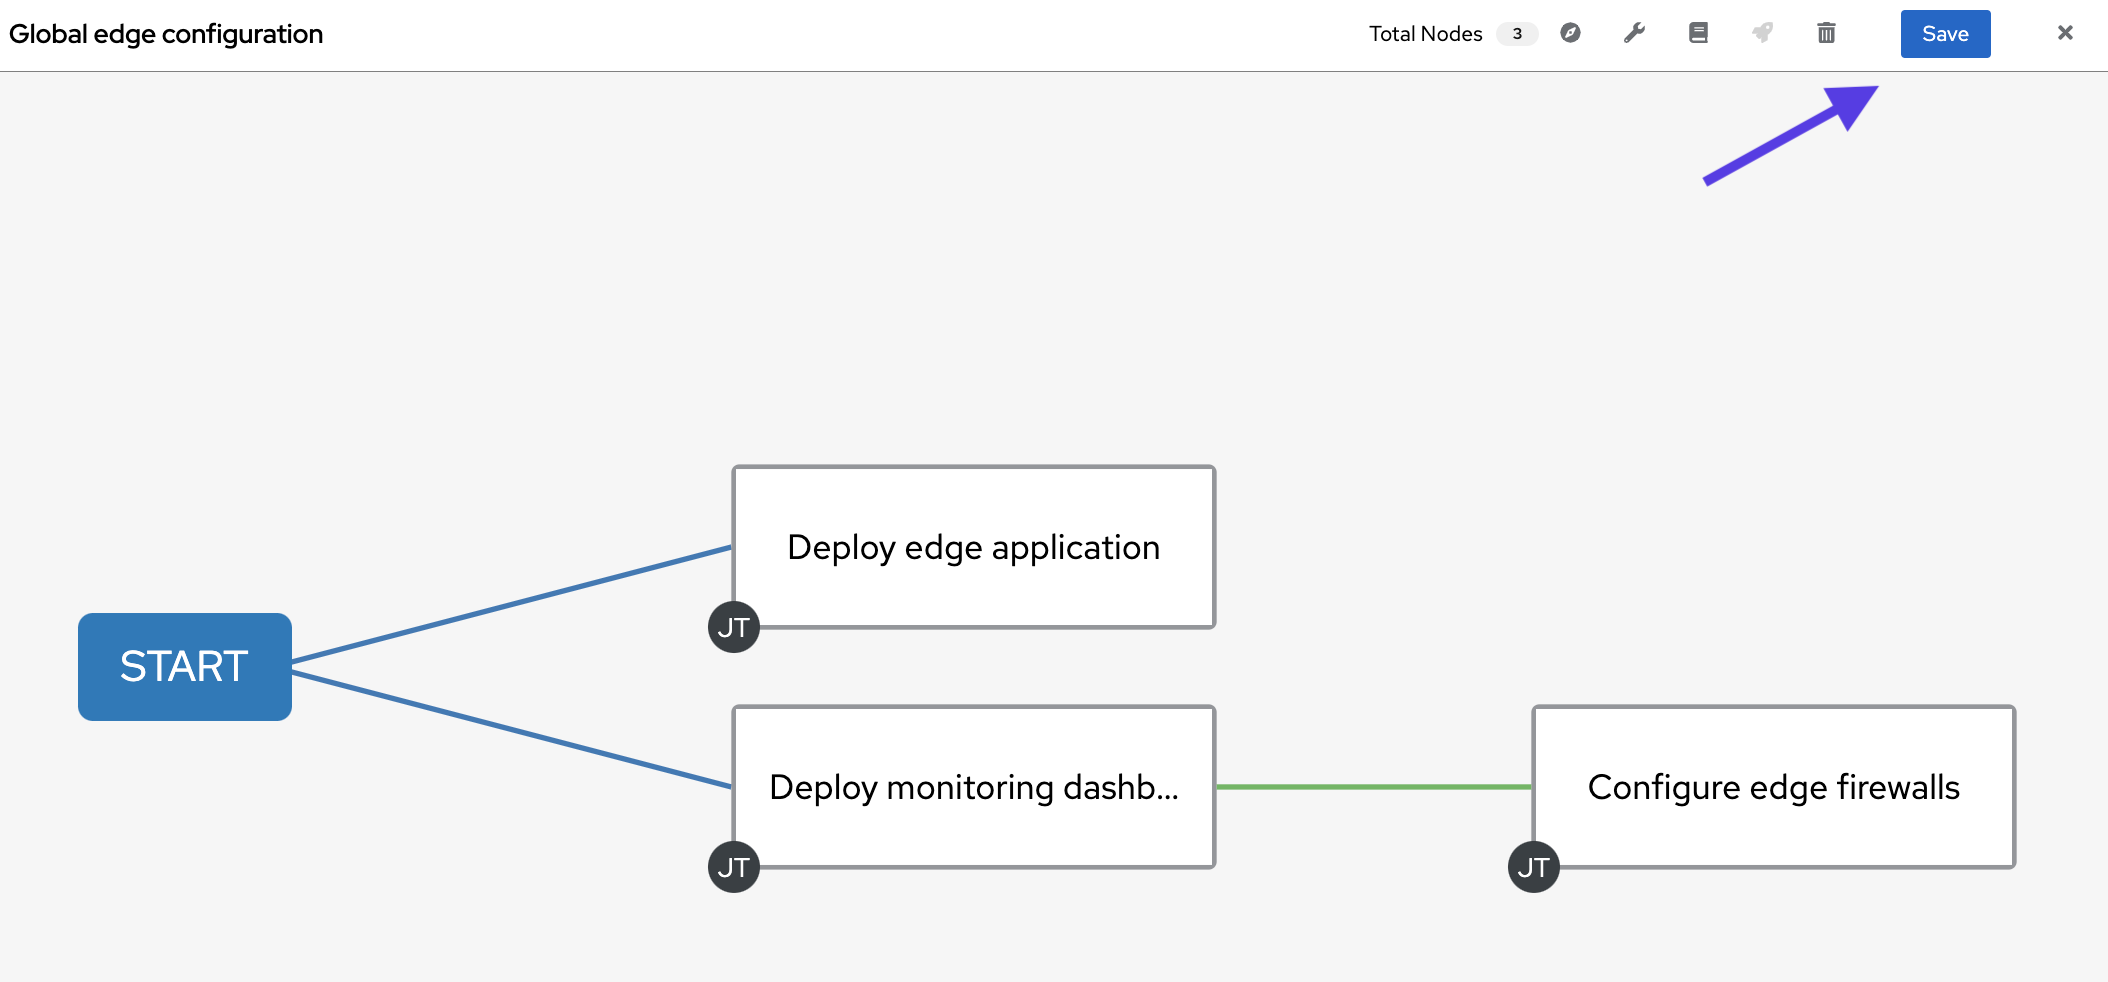 Global edge configuration
Total Nodes 3
Save
Deploy edge application
JT
START
Deploy monitoring dashb...
Configure edge firewalls
JT
JT